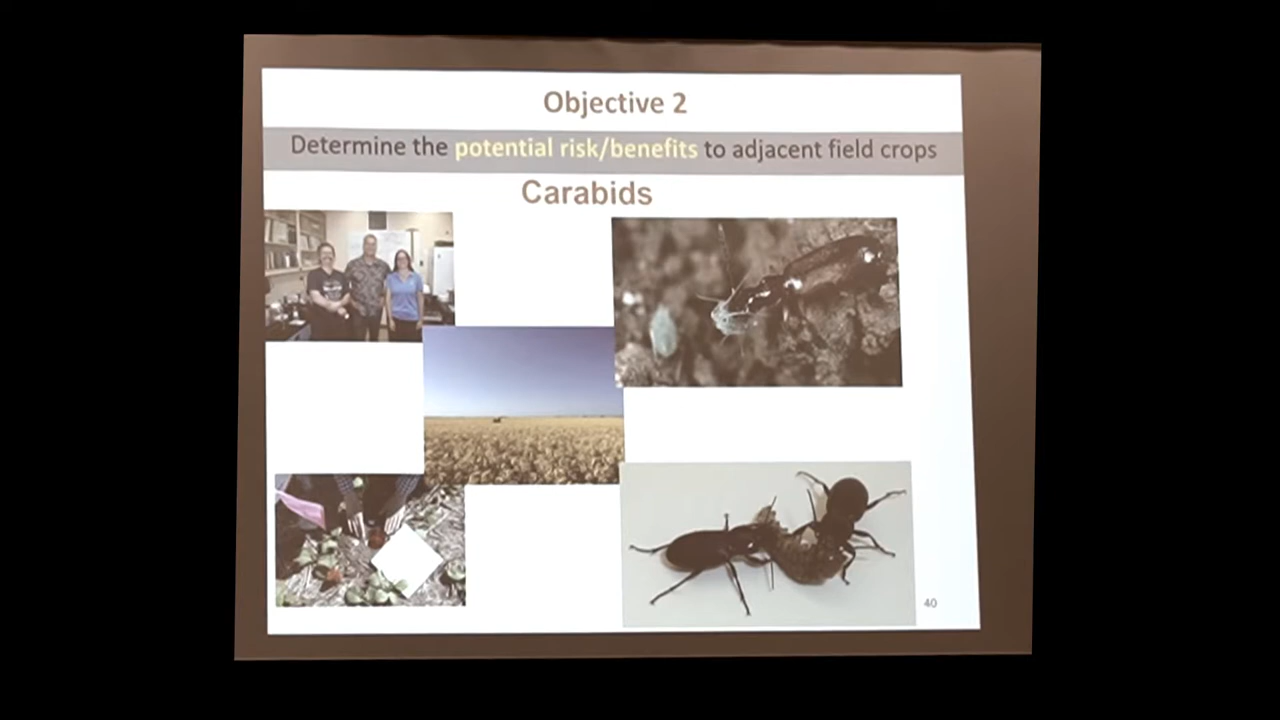 Objective 2
Determine the potential risk/benefits to adjacent field crops
Carabids
40